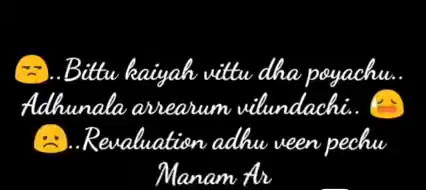 😒..Bittu kaiyah vittu dha poyachu..
Adhunala arrearum vilundachi.. 😥
☹️..Revaluation adhu veen pechu
Manam Ar